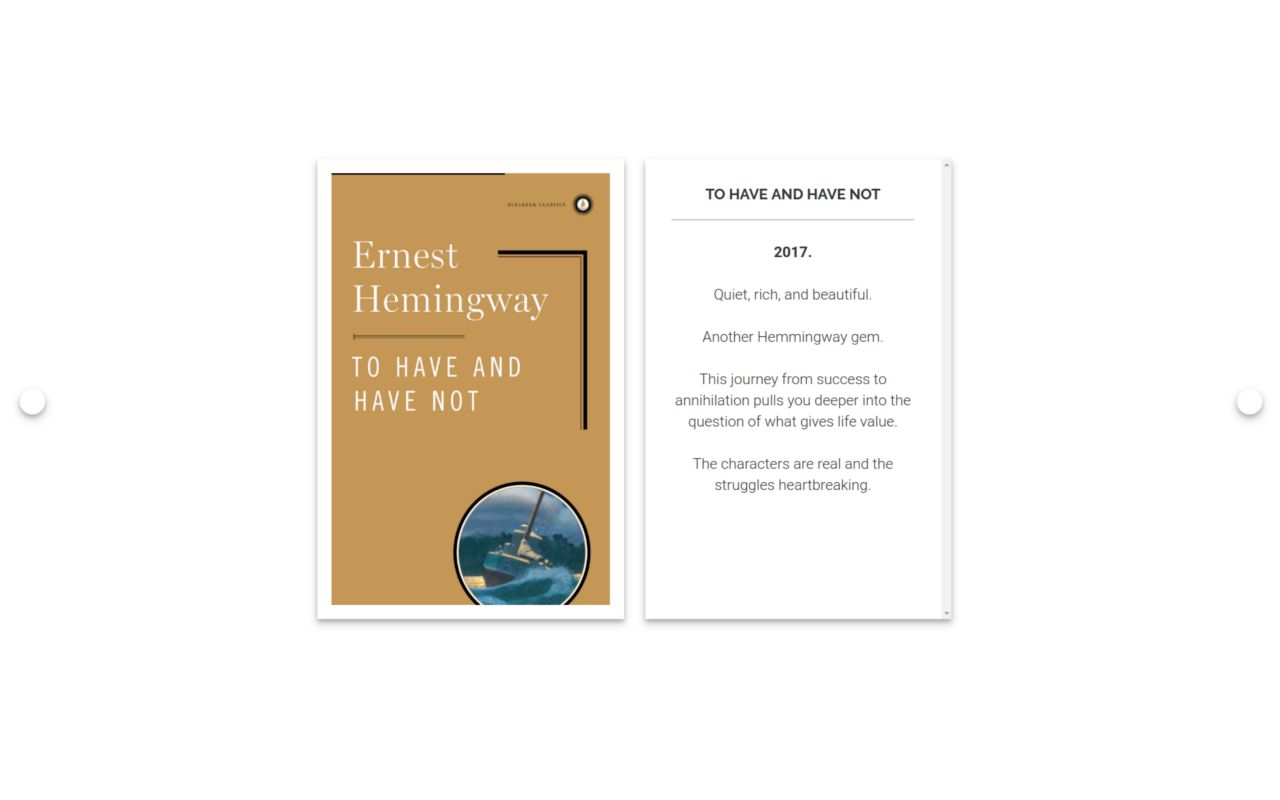 SCRIBNER CLASSICS
Ernest
Hemingway
TO HAVE AND
HAVE NOT
TO HAVE AND HAVE NOT
2017.
Quiet, rich, and beautiful.
Another Hemmingway gem.
This journey from success to
annihilation pulls you deeper into the
question of what gives life value.
The characters are real and the
struggles heartbreaking.